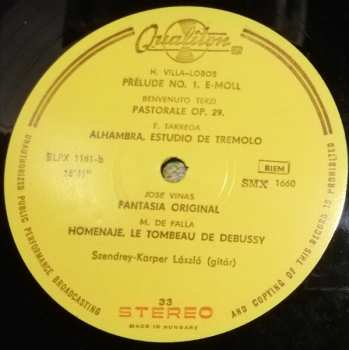 Qualiton
H. VILLA-LOBOS
PRÉLUDE NO. 1. E-MOLL
BENVENUTO TERZI
PASTORALE OP. 29.
F. TARREGA
ALHAMBRA, ESTUDIO DE TREMOLO
SLPX 1161-b
BIEM
16'11"
SMX 1660
JOSE VINAS
FANTASIA ORIGINAL
M. DE FALLA
HOMENAJE, LE TOMBEAU DE DEBUSSY
Szendrey-Karper László (gitár)
33
STEREO
MADE IN HUNGARY
UNAUTHORIZED PUBLIC PERFORMANCE BROADCASTING AND COPYING OF THIS RECORD IS PROHIBITED